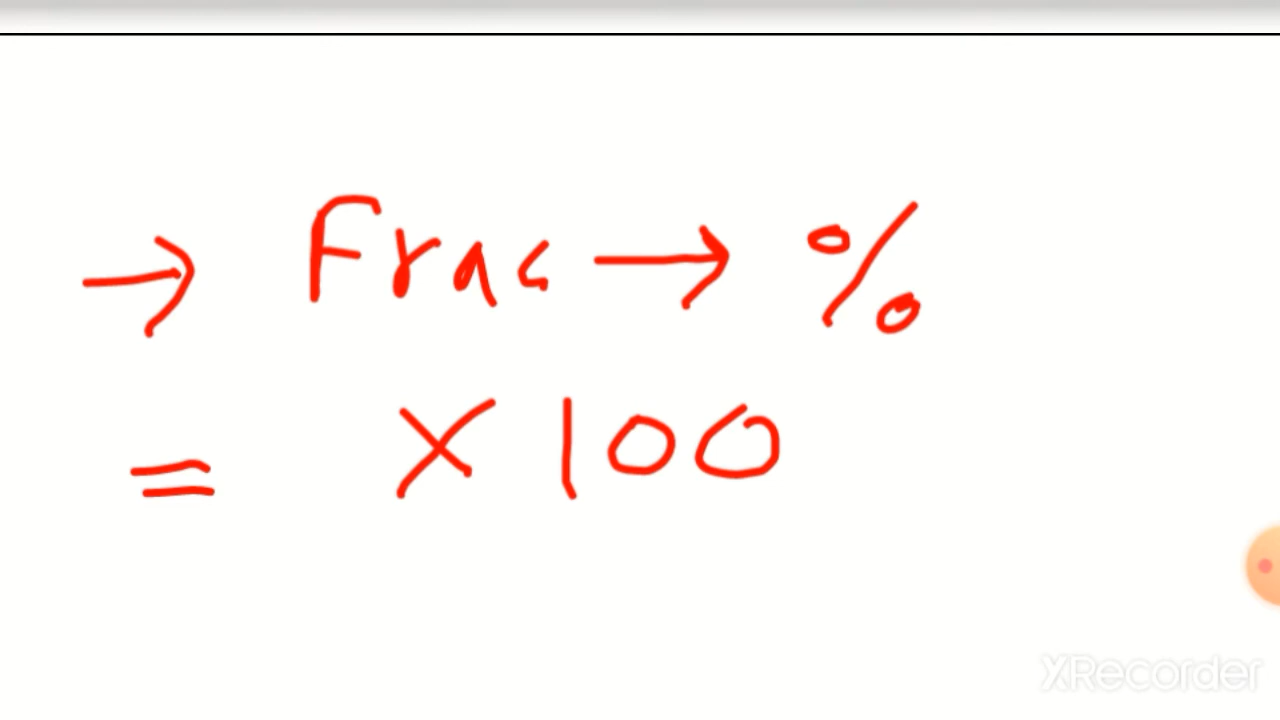 → Frac → %
= × 100
XRecorder